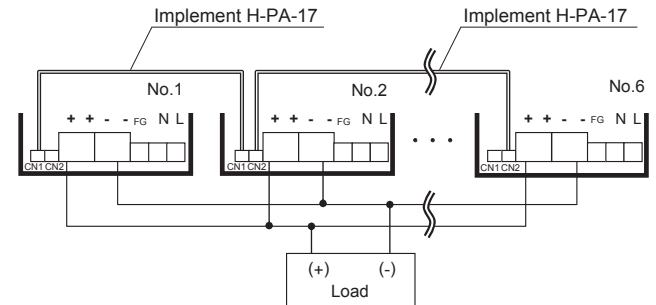 Implement H-PA-17
Implement H-PA-17
No.1
No.2
No.6
+ + - - FG N L
+ + - - FG N L
+ + - - FG N L
. . .
CN1 CN2
CN1 CN2
CN1 CN2
(+) (-)
Load